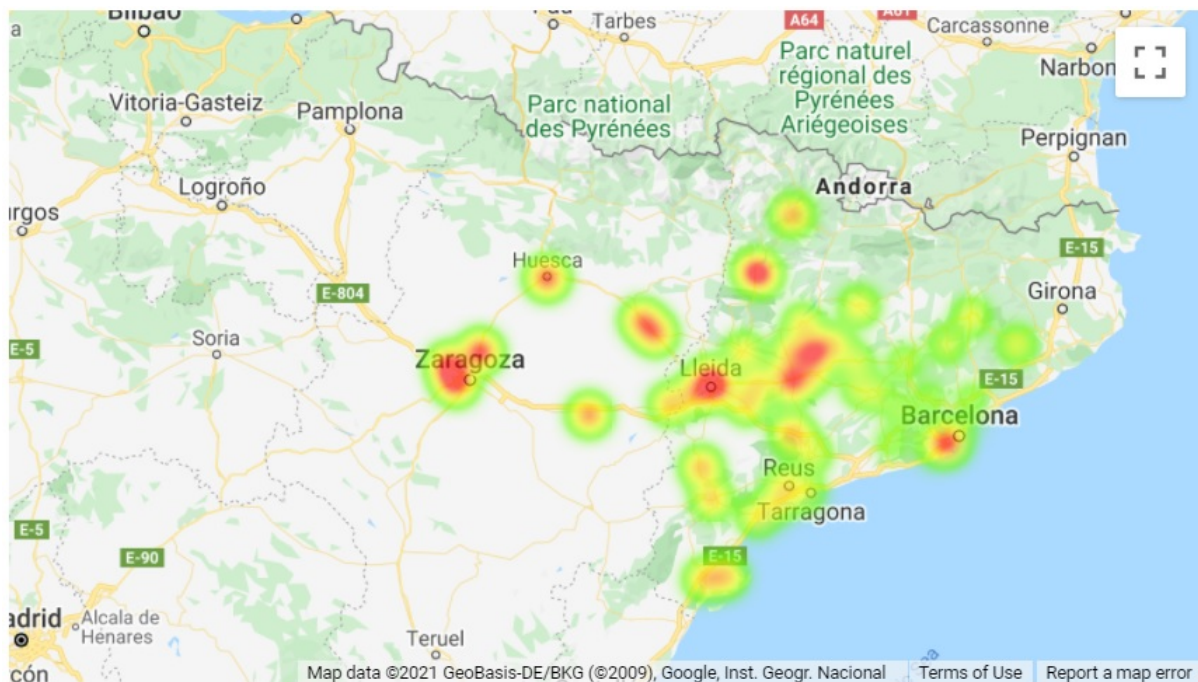 Bilbao
Tarbes
A64
A61
Carcassonne
Parc naturel
régional des
Pyrénées
Ariégeoises
Narbon
Vitoria-Gasteiz
Pamplona
Parc national
des Pyrénées
Perpignan
Logroño
Andorra
urgos
E-15
Huesca
E-804
Girona
Soria
E-5
Zaragoza
Lleida
E-15
Barcelona
Reus
Tarragona
E-5
E-90
E-15
adrid
Alcala de
Henares
Teruel
cón
Map data ©2021 GeoBasis-DE/BKG (©2009), Google, Inst. Geogr. Nacional
Terms of Use
Report a map error